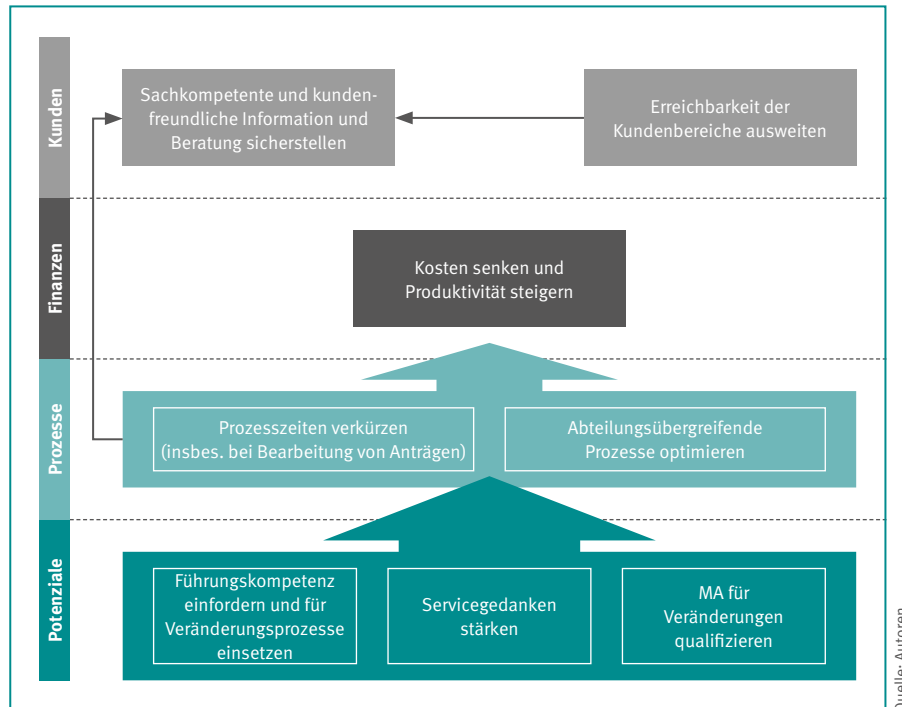 Kunden
Sachkompetente und kunden-
freundliche Information und
Beratung sicherstellen
Erreichbarkeit der
Kundenbereiche ausweiten
Finanzen
Kosten senken und
Produktivität steigern
Prozesse
Prozesszeiten verkürzen
(insbes. bei Bearbeitung von Anträgen)
Abteilungsübergreifende
Prozesse optimieren
Potenziale
Führungskompetenz
einfordern und für
Veränderungsprozesse
einsetzen
Servicegedanken
stärken
MA für
Veränderungen
qualifizieren
Quelle: Autoren